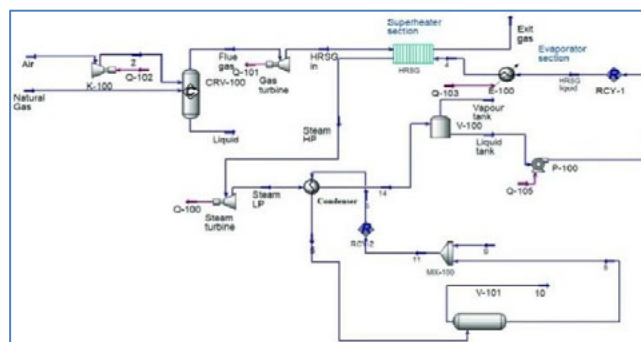 Superheater
section
Exit
gas
Air
2
Flue
gas
HRSG
in
Evaporator
section
Q-102
K-100
Q-101
Gas
turbine
HRSG
4
CRV-100
Natural
Gas
Q-103
E-100
HRSG
liquid
RCY-1
Vapour
tank
V-100
Liquid
Steam
HP
Liquid
tank
P-100
Q-105
Q-100
Steam
turbine
Steam
LP
Condenser
14
RCY-2
11
MIX-100
V-101
10